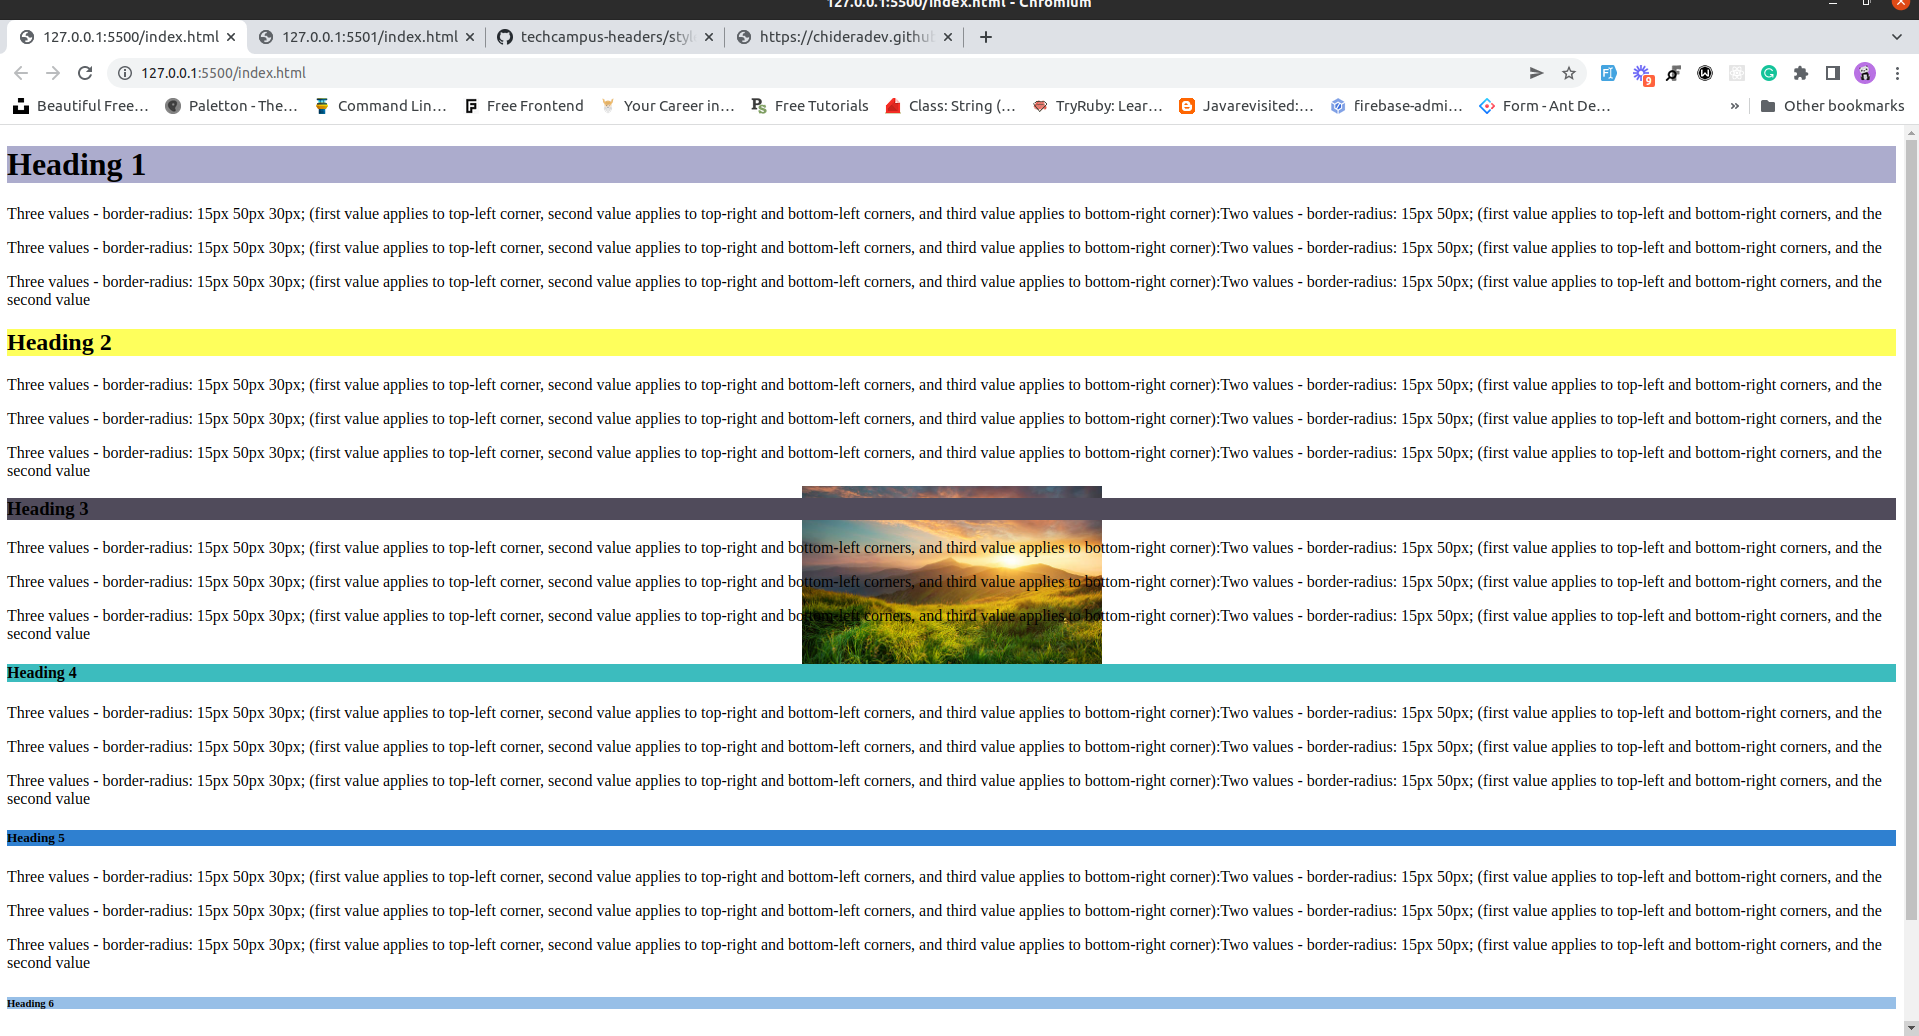 127.0.0.1:5500/index.html - Chromium
127.0.0.1:5500/index.html
127.0.0.1:5501/index.html
techcampus-headers/styl
https://chideradev.githu
127.0.0.1:5500/index.html
9
Beautiful Free…
Paletton - The…
Command Lin…
Free Frontend
Your Career in…
Free Tutorials
Class: String (…
TryRuby: Lear…
Javarevisited:…
firebase-admi…
Form - Ant De…
»
Other bookmarks
Heading 1
Three values - border-radius: 15px 50px 30px; (first value applies to top-left corner, second value applies to top-right and bottom-left corners, and third value applies to bottom-right corner):Two values - border-radius: 15px 50px; (first value applies to top-left and bottom-right corners, and the
Three values - border-radius: 15px 50px 30px; (first value applies to top-left corner, second value applies to top-right and bottom-left corners, and third value applies to bottom-right corner):Two values - border-radius: 15px 50px; (first value applies to top-left and bottom-right corners, and the
Three values - border-radius: 15px 50px 30px; (first value applies to top-left corner, second value applies to top-right and bottom-left corners, and third value applies to bottom-right corner):Two values - border-radius: 15px 50px; (first value applies to top-left and bottom-right corners, and the
second value
Heading 2
Three values - border-radius: 15px 50px 30px; (first value applies to top-left corner, second value applies to top-right and bottom-left corners, and third value applies to bottom-right corner):Two values - border-radius: 15px 50px; (first value applies to top-left and bottom-right corners, and the
Three values - border-radius: 15px 50px 30px; (first value applies to top-left corner, second value applies to top-right and bottom-left corners, and third value applies to bottom-right corner):Two values - border-radius: 15px 50px; (first value applies to top-left and bottom-right corners, and the
Three values - border-radius: 15px 50px 30px; (first value applies to top-left corner, second value applies to top-right and bottom-left corners, and third value applies to bottom-right corner):Two values - border-radius: 15px 50px; (first value applies to top-left and bottom-right corners, and the
second value
Heading 3
Three values - border-radius: 15px 50px 30px; (first value applies to top-left corner, second value applies to top-right and bottom-left corners, and third value applies to bottom-right corner):Two values - border-radius: 15px 50px; (first value applies to top-left and bottom-right corners, and the
Three values - border-radius: 15px 50px 30px; (first value applies to top-left corner, second value applies to top-right and bottom-left corners, and third value applies to bottom-right corner):Two values - border-radius: 15px 50px; (first value applies to top-left and bottom-right corners, and the
Three values - border-radius: 15px 50px 30px; (first value applies to top-left corner, second value applies to top-right and bottom-left corners, and third value applies to bottom-right corner):Two values - border-radius: 15px 50px; (first value applies to top-left and bottom-right corners, and the
second value
Heading 4
Three values - border-radius: 15px 50px 30px; (first value applies to top-left corner, second value applies to top-right and bottom-left corners, and third value applies to bottom-right corner):Two values - border-radius: 15px 50px; (first value applies to top-left and bottom-right corners, and the
Three values - border-radius: 15px 50px 30px; (first value applies to top-left corner, second value applies to top-right and bottom-left corners, and third value applies to bottom-right corner):Two values - border-radius: 15px 50px; (first value applies to top-left and bottom-right corners, and the
Three values - border-radius: 15px 50px 30px; (first value applies to top-left corner, second value applies to top-right and bottom-left corners, and third value applies to bottom-right corner):Two values - border-radius: 15px 50px; (first value applies to top-left and bottom-right corners, and the
second value
Heading 5
Three values - border-radius: 15px 50px 30px; (first value applies to top-left corner, second value applies to top-right and bottom-left corners, and third value applies to bottom-right corner):Two values - border-radius: 15px 50px; (first value applies to top-left and bottom-right corners, and the
Three values - border-radius: 15px 50px 30px; (first value applies to top-left corner, second value applies to top-right and bottom-left corners, and third value applies to bottom-right corner):Two values - border-radius: 15px 50px; (first value applies to top-left and bottom-right corners, and the
Three values - border-radius: 15px 50px 30px; (first value applies to top-left corner, second value applies to top-right and bottom-left corners, and third value applies to bottom-right corner):Two values - border-radius: 15px 50px; (first value applies to top-left and bottom-right corners, and the
second value
Heading 6